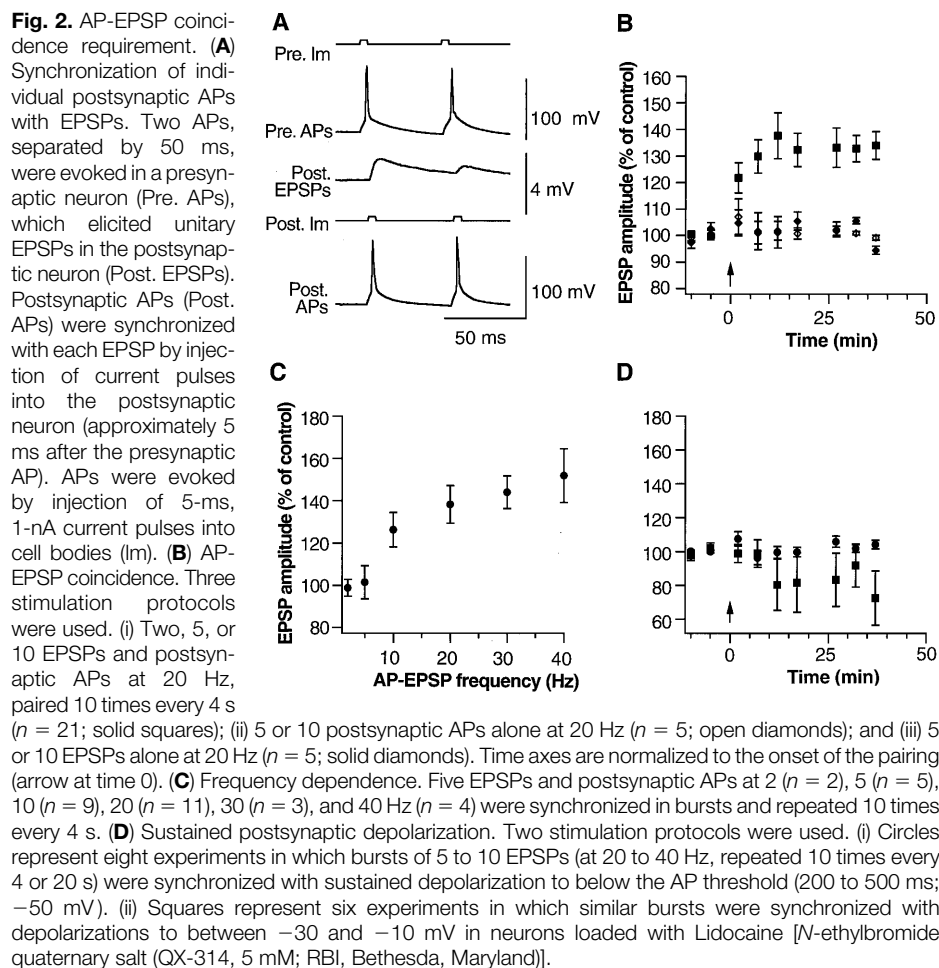 Fig. 2. AP-EPSP coinci-
dence requirement. (A)
Synchronization of indi-
vidual postsynaptic APs
with EPSPs. Two APs,
separated by 50 ms,
were evoked in a presyn-
aptic neuron (Pre. APs),
which elicited unitary
EPSPs in the postsynap-
tic neuron (Post. EPSPs).
Postsynaptic APs (Post.
APs) were synchronized
with each EPSP by injec-
tion of current pulses
into the postsynaptic
neuron (approximately 5
ms after the presynaptic
AP). APs were evoked
by injection of 5-ms,
1-nA current pulses into
cell bodies (Im). (B) AP-
EPSP coincidence. Three
stimulation protocols
were used. (i) Two, 5, or
10 EPSPs and postsyn-
aptic APs at 20 Hz,
paired 10 times every 4 s
(n = 21; solid squares); (ii) 5 or 10 postsynaptic APs alone at 20 Hz (n = 5; open diamonds); and (iii) 5
or 10 EPSPs alone at 20 Hz (n = 5; solid diamonds). Time axes are normalized to the onset of the pairing
(arrow at time 0). (C) Frequency dependence. Five EPSPs and postsynaptic APs at 2 (n = 2), 5 (n = 5),
10 (n = 9), 20 (n = 11), 30 (n = 3), and 40 Hz (n = 4) were synchronized in bursts and repeated 10 times
every 4 s. (D) Sustained postsynaptic depolarization. Two stimulation protocols were used. (i) Circles
represent eight experiments in which bursts of 5 to 10 EPSPs (at 20 to 40 Hz, repeated 10 times every
4 or 20 s) were synchronized with sustained depolarization to below the AP threshold (200 to 500 ms;
−50 mV). (ii) Squares represent six experiments in which similar bursts were synchronized with
depolarizations to between −30 and −10 mV in neurons loaded with Lidocaine [N-ethylbromide
quaternary salt (QX-314, 5 mM; RBI, Bethesda, Maryland)].
A
Pre. Im
Pre. APs
100 mV
Post.
EPSPs
4 mV
Post. Im
Post.
APs
100 mV
50 ms
B
EPSP amplitude (% of control)
160
150
140
130
120
110
100
90
80
0
25
50
Time (min)
C
EPSP amplitude (% of control)
180
160
140
120
100
80
10
20
30
40
AP-EPSP frequency (Hz)
D
180
160
140
120
100
80
60
0
25
50
Time (min)